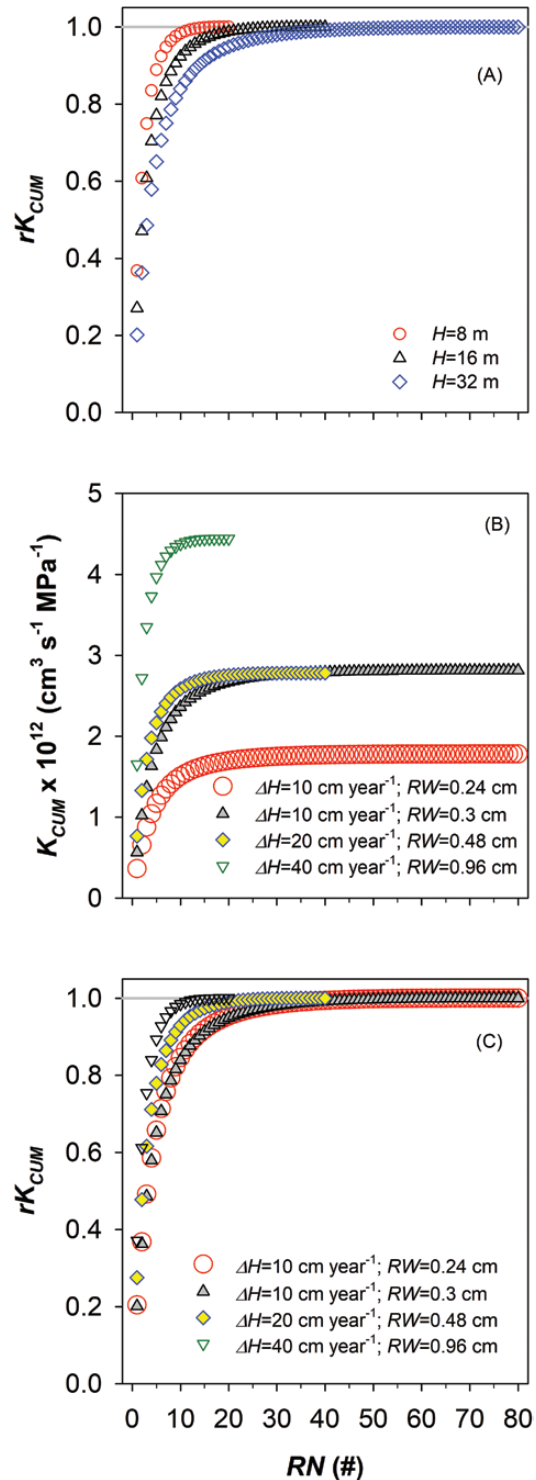 1.0
0.8
0.6
0.4
0.2
0.0
rK_CUM
(A)
H=8 m
H=16 m
H=32 m
5
4
3
2
1
0
K_CUM x 10^12 (cm^3 s^-1 MPa^-1)
(B)
ΔH=10 cm year^-1; RW=0.24 cm
ΔH=10 cm year^-1; RW=0.3 cm
ΔH=20 cm year^-1; RW=0.48 cm
ΔH=40 cm year^-1; RW=0.96 cm
1.0
0.8
0.6
0.4
0.2
0.0
rK_CUM
(C)
ΔH=10 cm year^-1; RW=0.24 cm
ΔH=10 cm year^-1; RW=0.3 cm
ΔH=20 cm year^-1; RW=0.48 cm
ΔH=40 cm year^-1; RW=0.96 cm
0 10 20 30 40 50 60 70 80
RN (#)